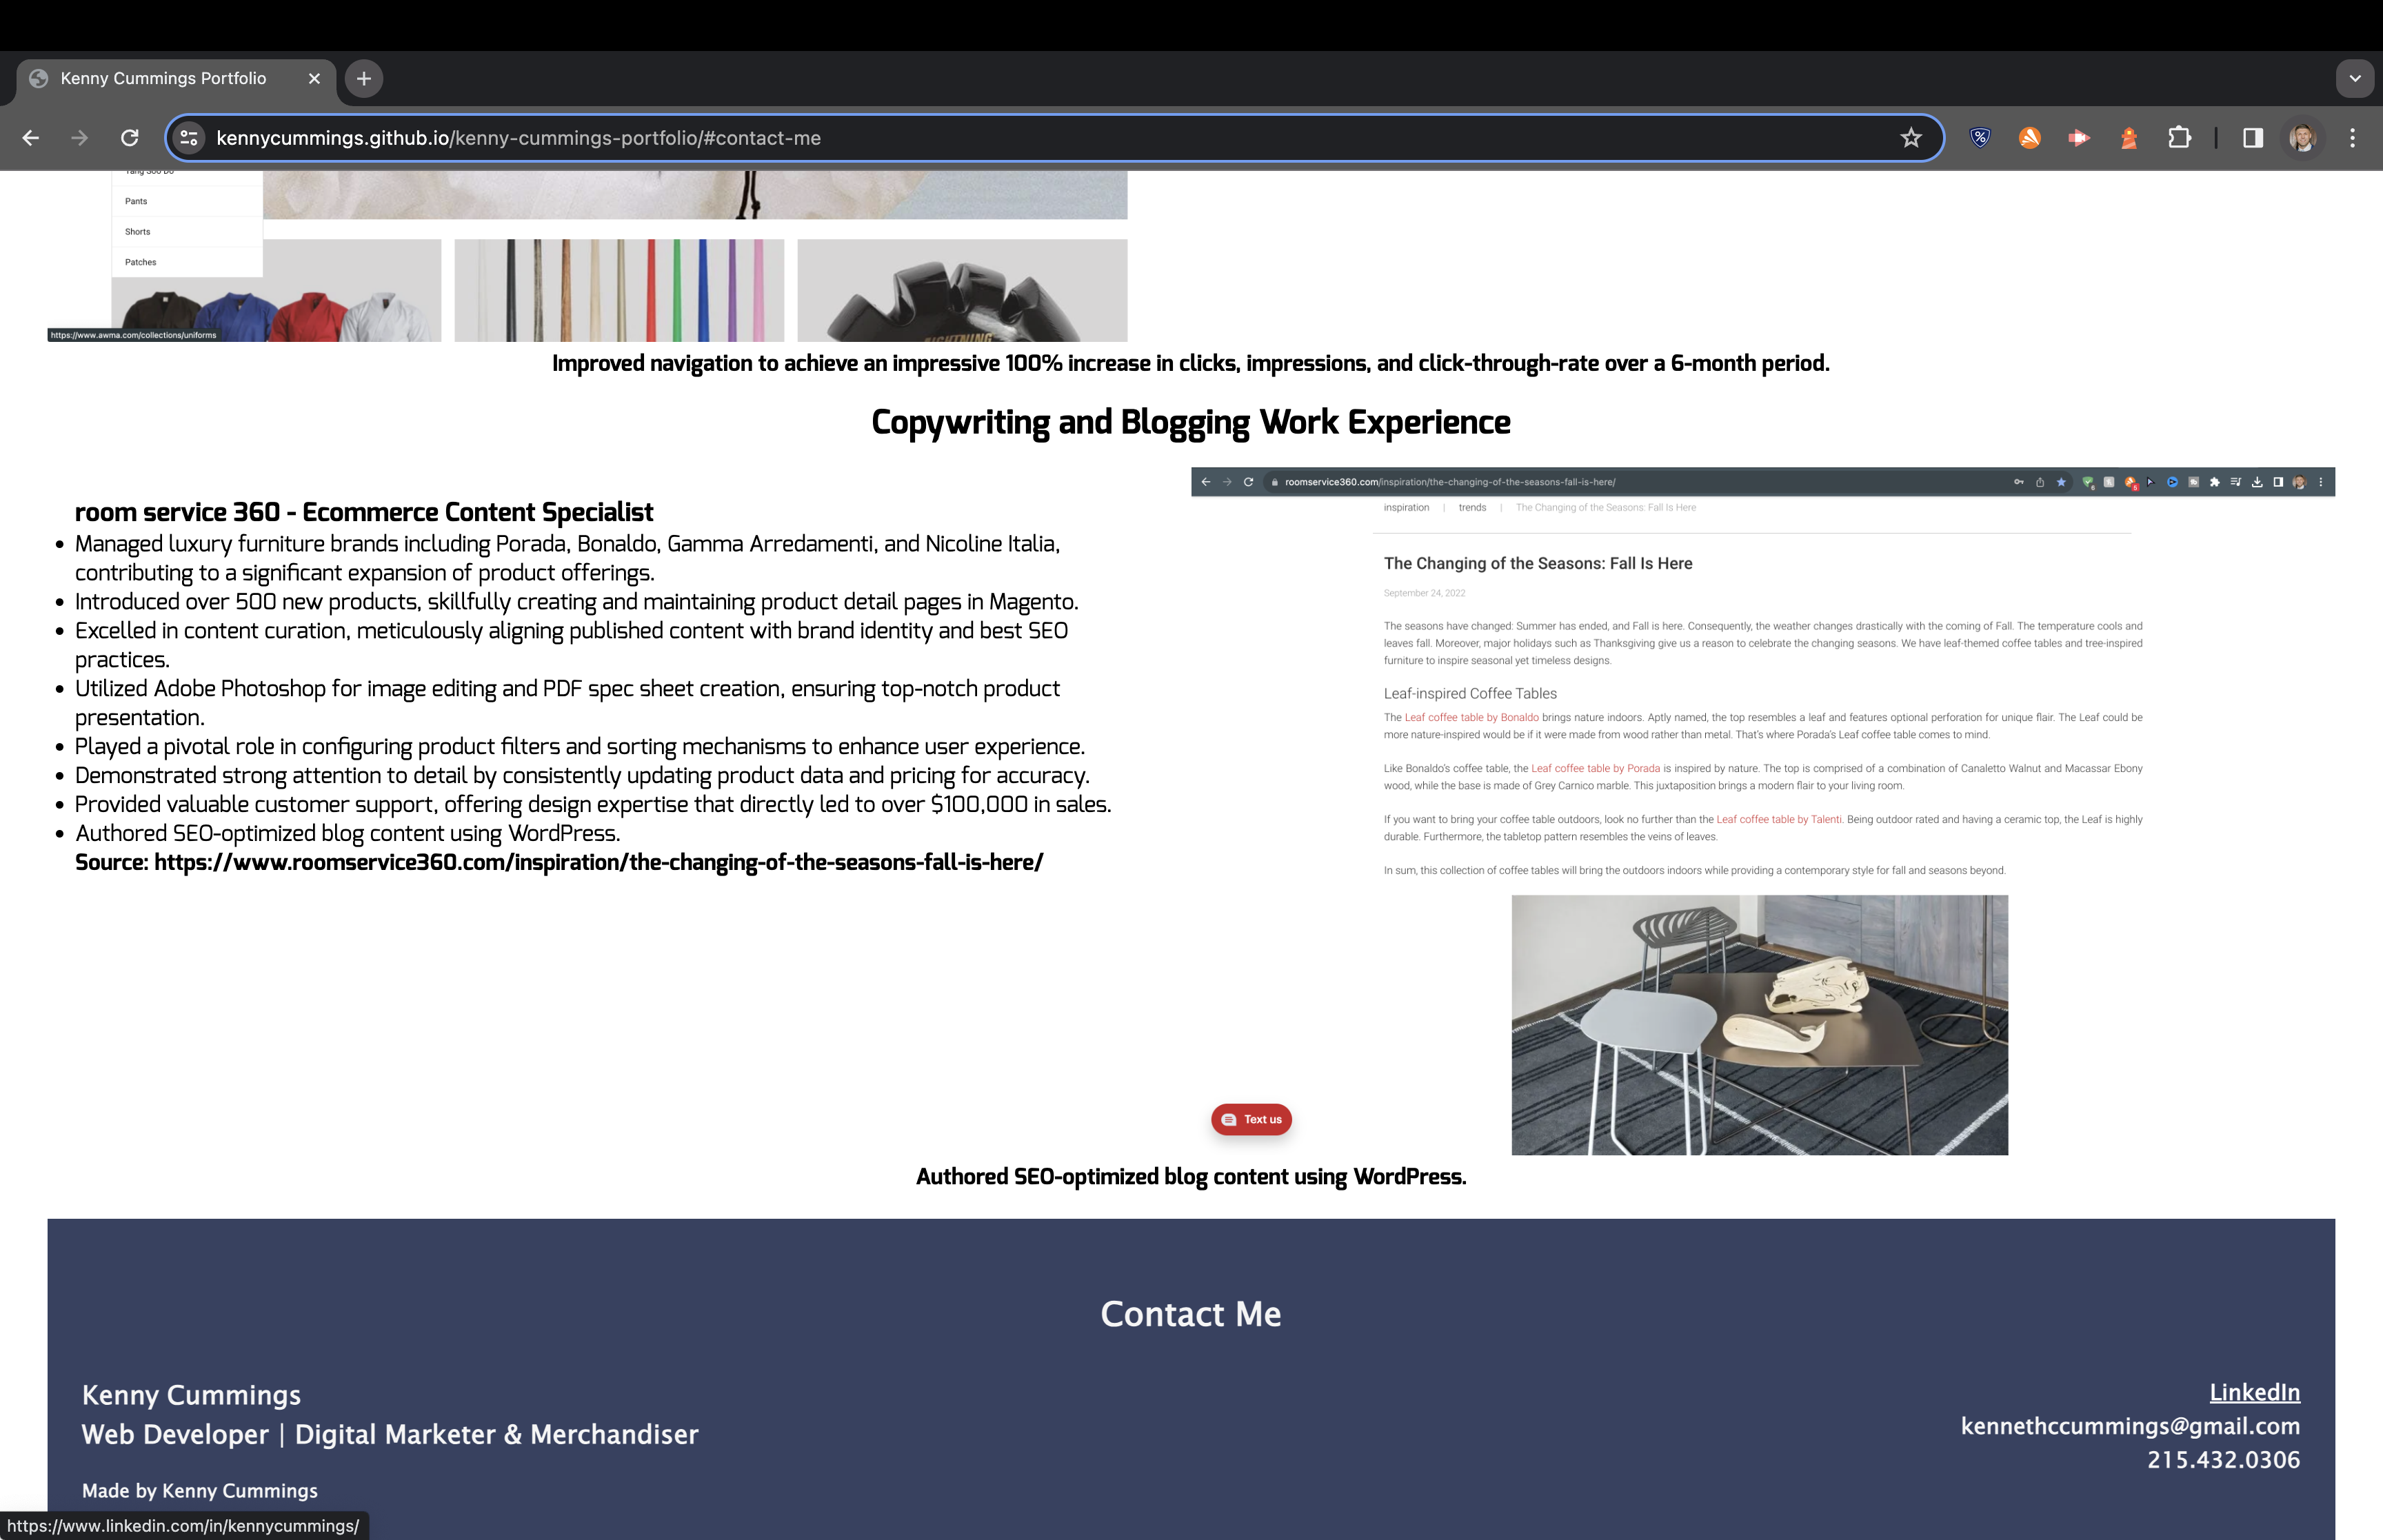 Kenny Cummings Portfolio
kennycummings.github.io/kenny-cummings-portfolio/#contact-me
Tang Soo Do
Pants
Shorts
Patches
LIGHTNING
https://www.awma.com/collections/uniforms
Improved navigation to achieve an impressive 100% increase in clicks, impressions, and click-through-rate over a 6-month period.
Copywriting and Blogging Work Experience
room service 360 - Ecommerce Content Specialist
• Managed luxury furniture brands including Porada, Bonaldo, Gamma Arredamenti, and Nicoline Italia,
contributing to a significant expansion of product offerings.
• Introduced over 500 new products, skillfully creating and maintaining product detail pages in Magento.
• Excelled in content curation, meticulously aligning published content with brand identity and best SEO
practices.
• Utilized Adobe Photoshop for image editing and PDF spec sheet creation, ensuring top-notch product
presentation.
• Played a pivotal role in configuring product filters and sorting mechanisms to enhance user experience.
• Demonstrated strong attention to detail by consistently updating product data and pricing for accuracy.
• Provided valuable customer support, offering design expertise that directly led to over $100,000 in sales.
• Authored SEO-optimized blog content using WordPress.
Source: https://www.roomservice360.com/inspiration/the-changing-of-the-seasons-fall-is-here/
roomservice360.com/inspiration/the-changing-of-the-seasons-fall-is-here/
inspiration | trends | The Changing of the Seasons: Fall Is Here
The Changing of the Seasons: Fall Is Here
September 24, 2022
The seasons have changed: Summer has ended, and Fall is here. Consequently, the weather changes drastically with the coming of Fall. The temperature cools and
leaves fall. Moreover, major holidays such as Thanksgiving give us a reason to celebrate the changing seasons. We have leaf-themed coffee tables and tree-inspired
furniture to inspire seasonal yet timeless designs.
Leaf-inspired Coffee Tables
The Leaf coffee table by Bonaldo brings nature indoors. Aptly named, the top resembles a leaf and features optional perforation for unique flair. The Leaf could be
more nature-inspired would be if it were made from wood rather than metal. That's where Porada's Leaf coffee table comes to mind.
Like Bonaldo's coffee table, the Leaf coffee table by Porada is inspired by nature. The top is comprised of a combination of Canaletto Walnut and Macassar Ebony
wood, while the base is made of Grey Carnico marble. This juxtaposition brings a modern flair to your living room.
If you want to bring your coffee table outdoors, look no further than the Leaf coffee table by Talenti. Being outdoor rated and having a ceramic top, the Leaf is highly
durable. Furthermore, the tabletop pattern resembles the veins of leaves.
In sum, this collection of coffee tables will bring the outdoors indoors while providing a contemporary style for fall and seasons beyond.
Text us
Authored SEO-optimized blog content using WordPress.
Contact Me
Kenny Cummings
Web Developer | Digital Marketer & Merchandiser
Made by Kenny Cummings
LinkedIn
kennethccummings@gmail.com
215.432.0306
https://www.linkedin.com/in/kennycummings/